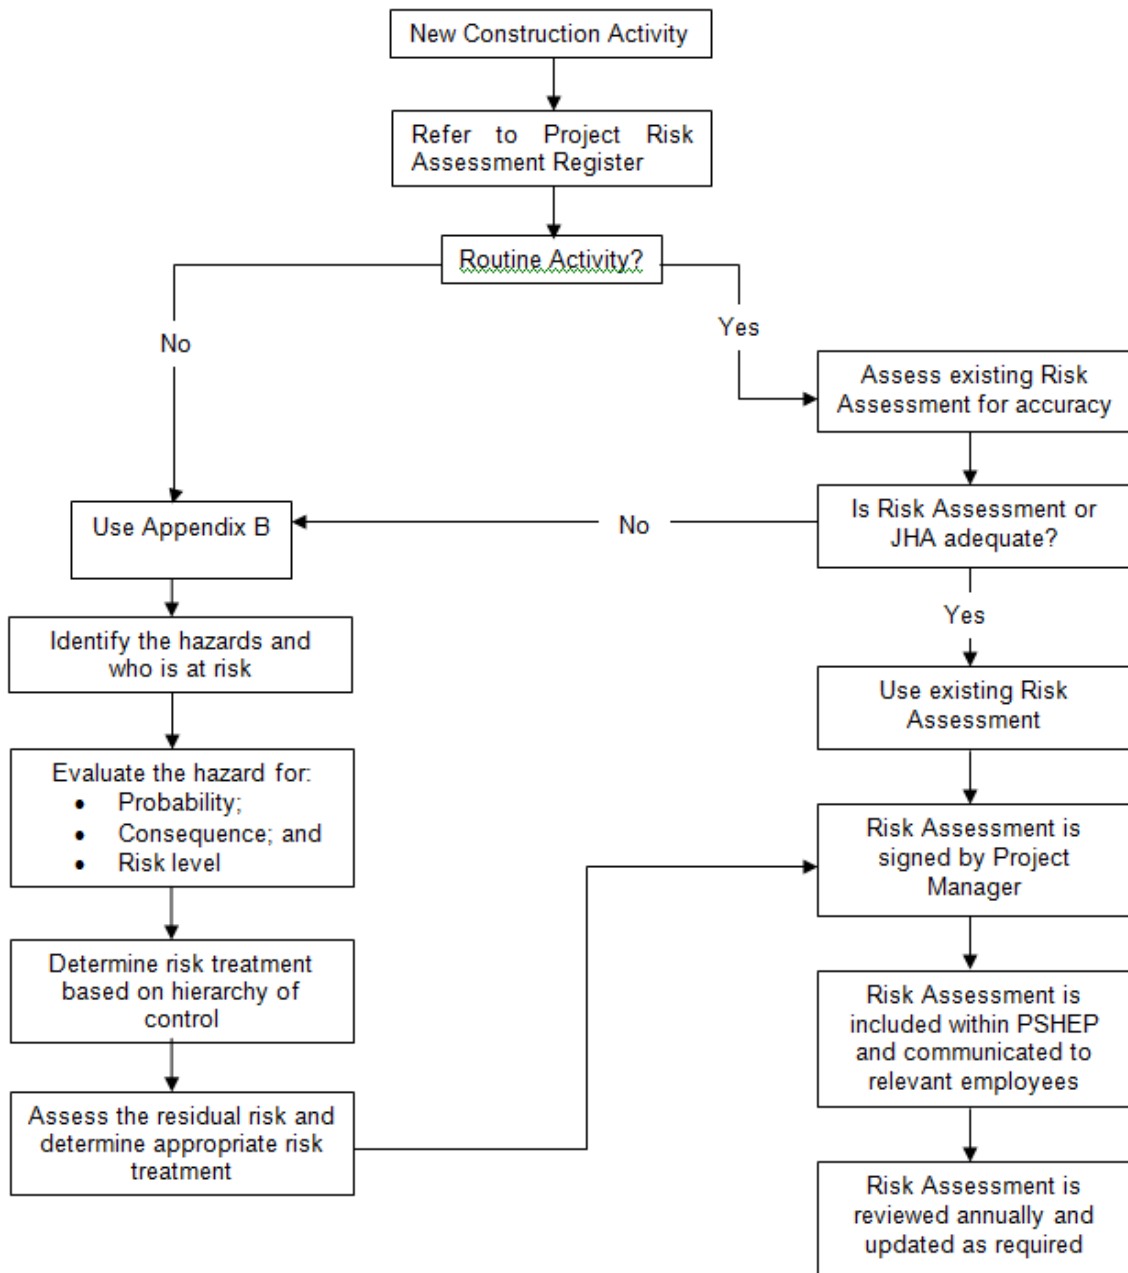 New Construction Activity
Refer to Project Risk
Assessment Register
Routine Activity?
No
Yes
Assess existing Risk
Assessment for accuracy
Is Risk Assessment or
JHA adequate?
No
Use Appendix B
Yes
Identify the hazards and
who is at risk
Use existing Risk
Assessment
Evaluate the hazard for:
• Probability;
• Consequence; and
• Risk level
Risk Assessment is
signed by Project
Manager
Determine risk treatment
based on hierarchy of
control
Risk Assessment is
included within PSHEP
and communicated to
relevant employees
Assess the residual risk and
determine appropriate risk
treatment
Risk Assessment is
reviewed annually and
updated as required